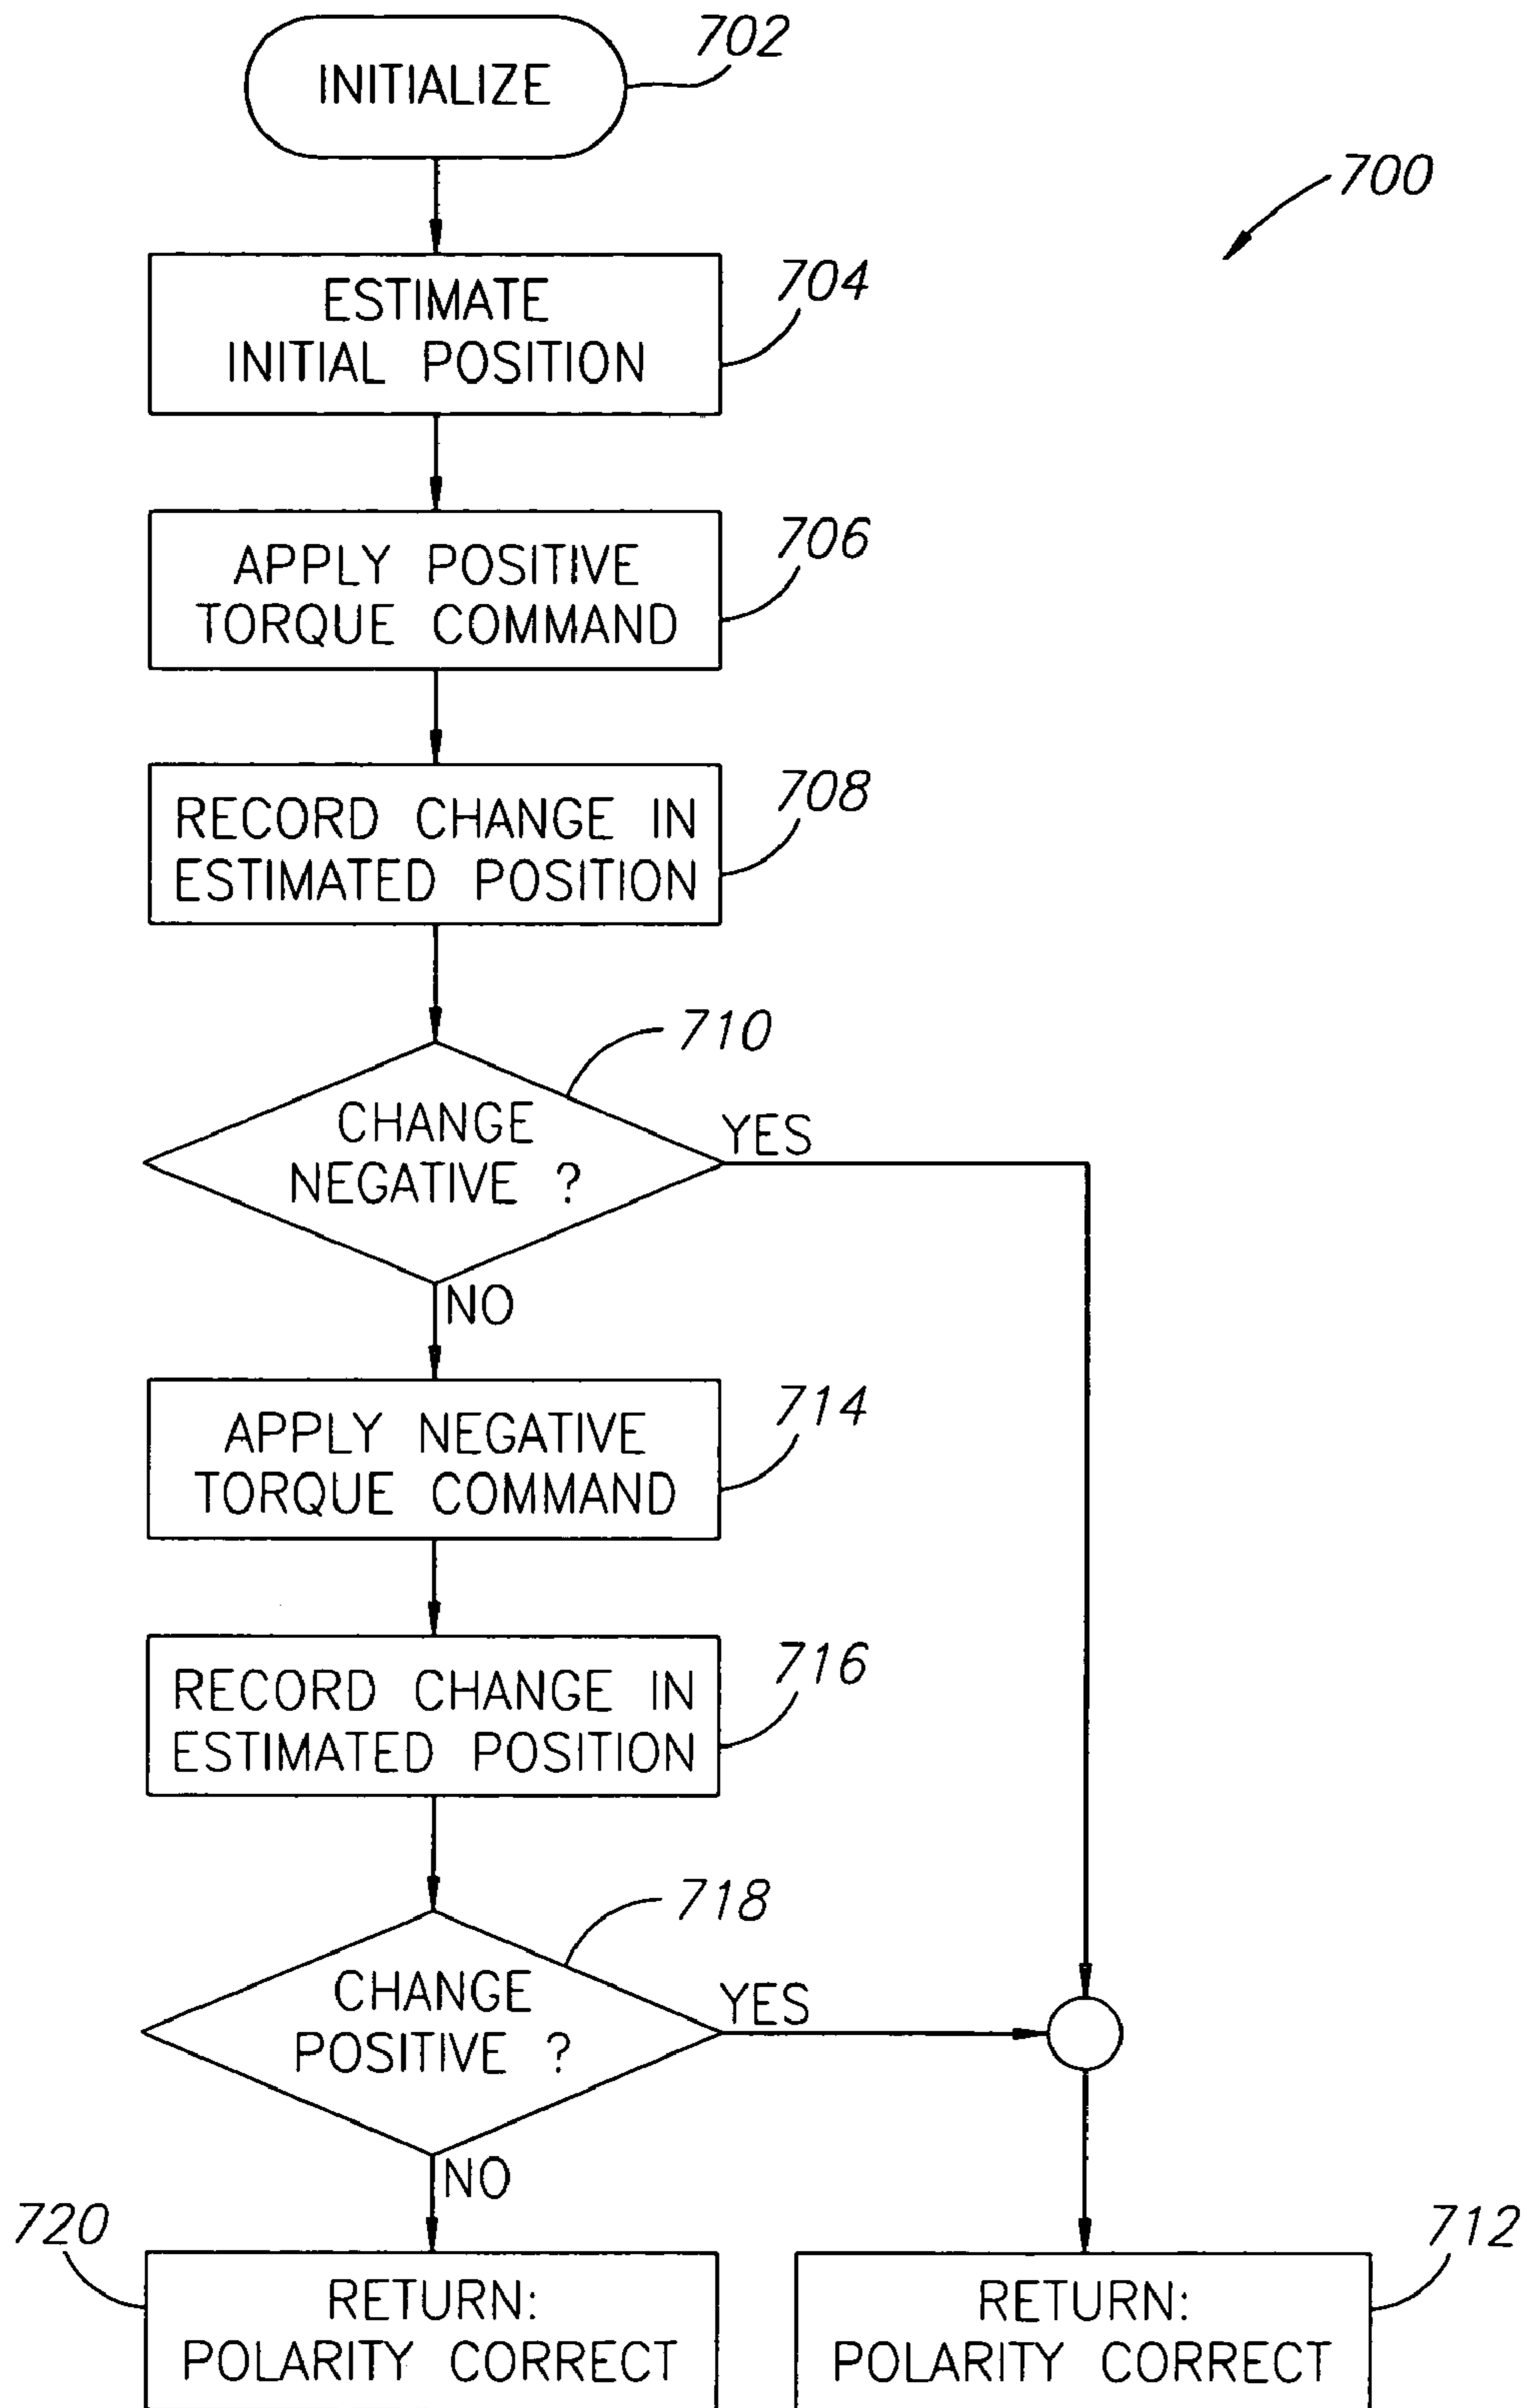 INITIALIZE
702
700
ESTIMATE
INITIAL POSITION
704
APPLY POSITIVE
TORQUE COMMAND
706
RECORD CHANGE IN
ESTIMATED POSITION
708
710
CHANGE
NEGATIVE ?
YES
NO
APPLY NEGATIVE
TORQUE COMMAND
714
RECORD CHANGE IN
ESTIMATED POSITION
716
718
CHANGE
POSITIVE ?
YES
NO
720
RETURN:
POLARITY CORRECT
712
RETURN:
POLARITY CORRECT